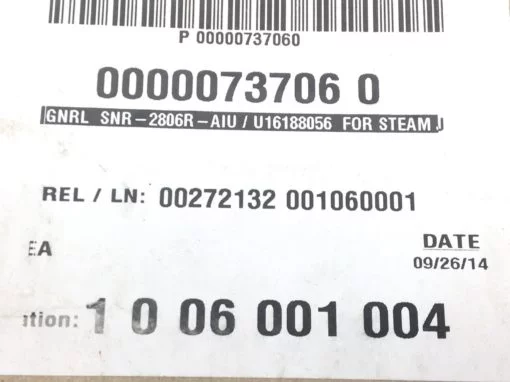 P 00000737060
0000073706 0
GNRL SNR-2806R-AIU / U16188056 FOR STEAM
REL / LN: 00272132 001060001
EA
DATE
09/26/14
ition: 1 0 06 001 004